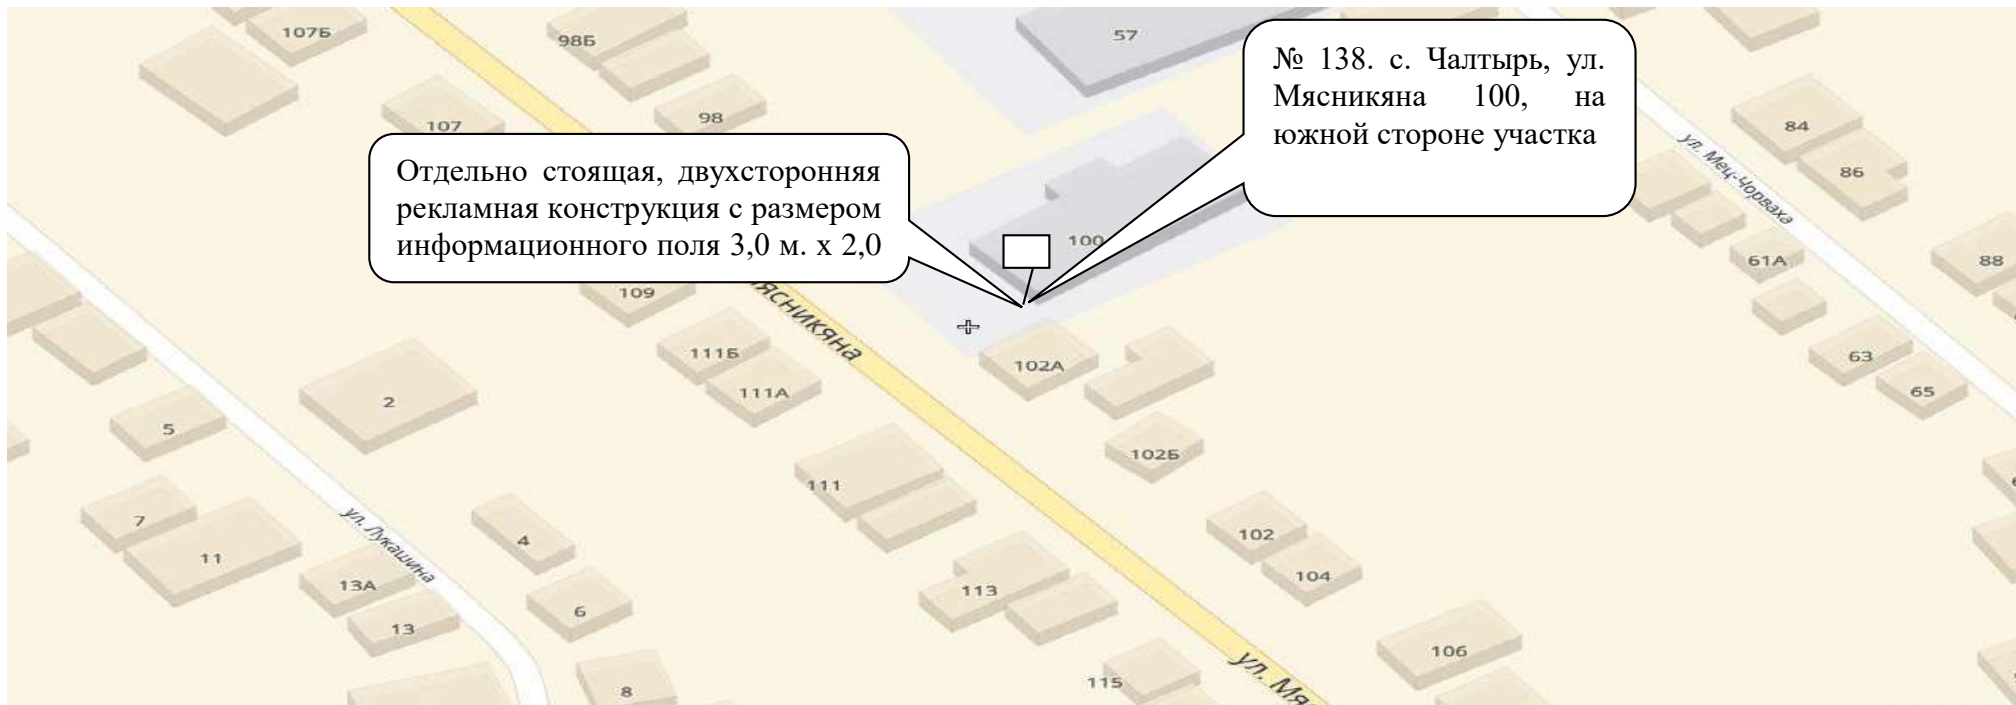 107Б
98Б
57
№ 138. с. Чалтырь, ул.
Мясникяна 100, на
южной стороне участка
107
98
84
ул. Мец-Чорваха
86
Отдельно стоящая, двухсторонняя
рекламная конструкция с размером
информационного поля 3,0 м. х 2,0
100
61А
88
109
ясникяна
111Б
102А
63
111А
65
2
5
102Б
111
7
ул. Лукашина
4
102
11
13А
104
113
6
13
106
ул. Мяс
115
8